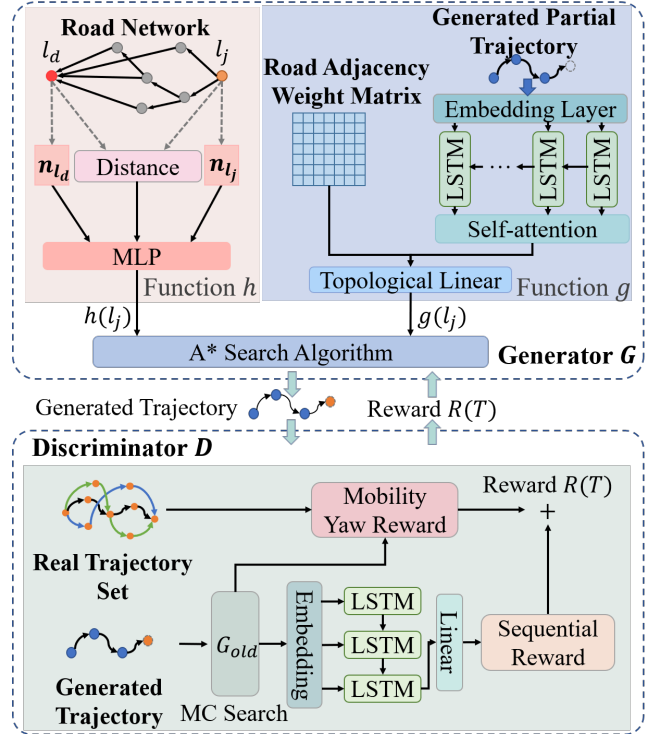 Road Network
l_d
l_j
n_{l_d}
Distance
n_{l_j}
MLP
Function h
h(l_j)
Generated Partial
Trajectory
Road Adjacency
Weight Matrix
Embedding Layer
LSTM
...
LSTM
LSTM
Self-attention
Topological Linear
Function g
g(l_j)
A* Search Algorithm
Generator G
Generated Trajectory
Reward R(T)
Discriminator D
Real Trajectory
Set
Mobility
Yaw Reward
Reward R(T)
+
Generated
Trajectory
G_{old}
MC Search
Embedding
LSTM
LSTM
LSTM
Linear
Sequential
Reward